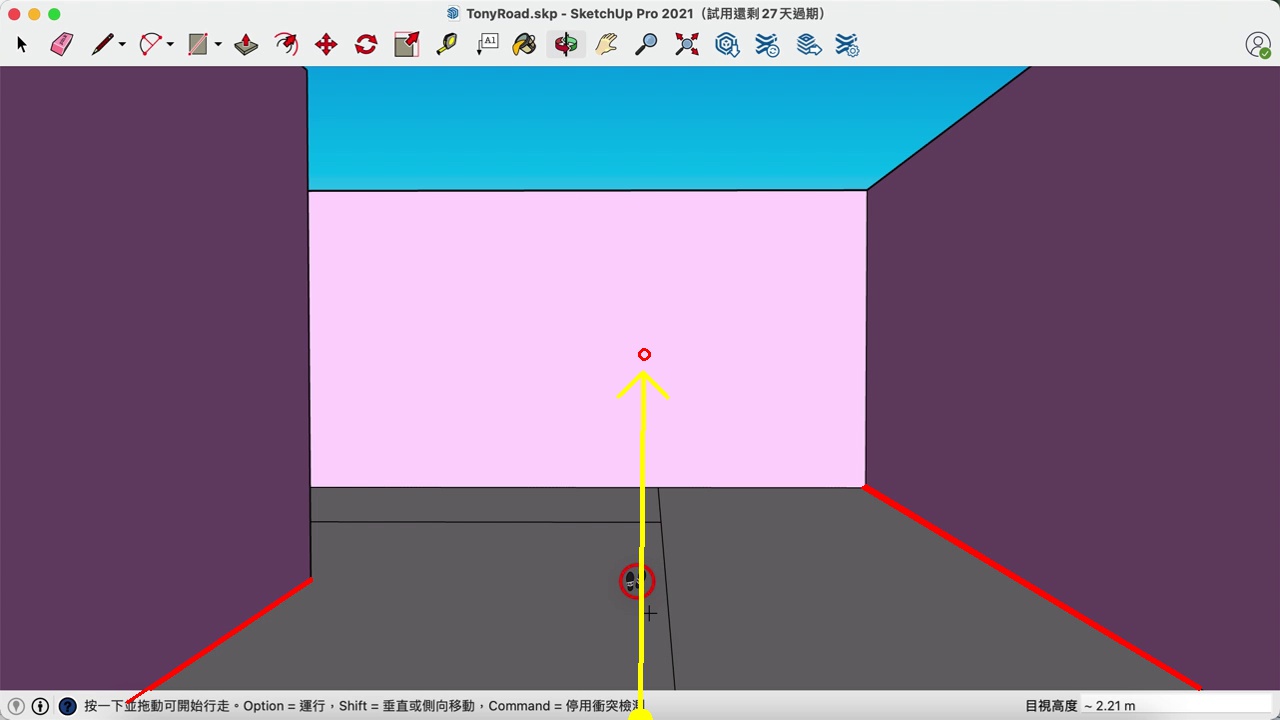 TonyRoad.skp - SketchUp Pro 2021（試用還剩 27 天過期）
A1
按一下並拖動可開始行走。Option = 運行，Shift = 垂直或側向移動，Command = 停用衝突檢測
目視高度 ~ 2.21 m